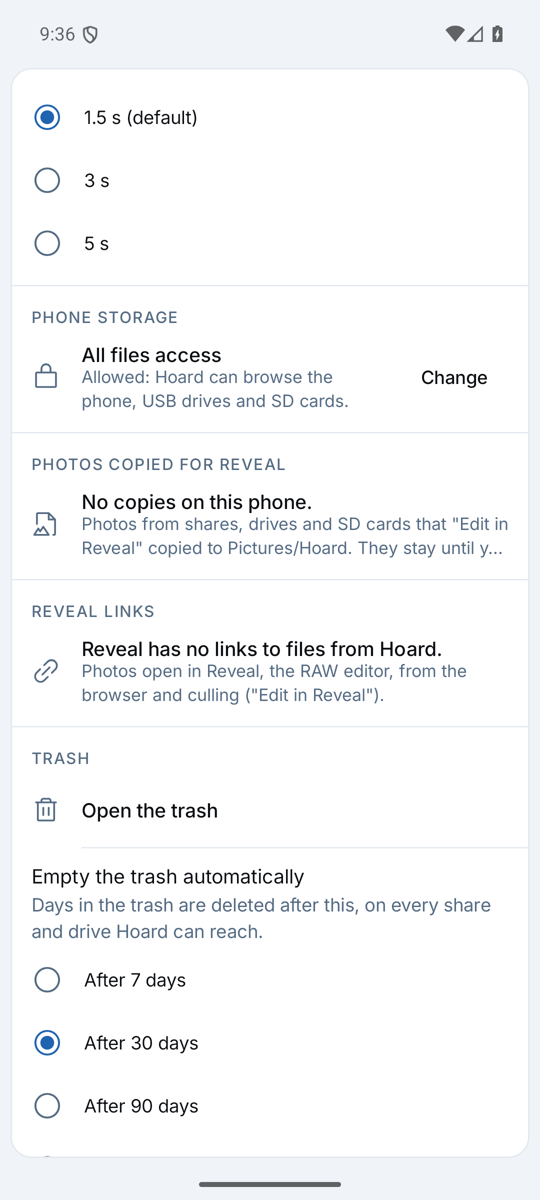 9:36
1.5 s (default)
3 s
5 s
PHONE STORAGE
All files access
Allowed: Hoard can browse the
phone, USB drives and SD cards.
Change
PHOTOS COPIED FOR REVEAL
No copies on this phone.
Photos from shares, drives and SD cards that "Edit in
Reveal" copied to Pictures/Hoard. They stay until y...
REVEAL LINKS
Reveal has no links to files from Hoard.
Photos open in Reveal, the RAW editor, from the
browser and culling ("Edit in Reveal").
TRASH
Open the trash
Empty the trash automatically
Days in the trash are deleted after this, on every share
and drive Hoard can reach.
After 7 days
After 30 days
After 90 days